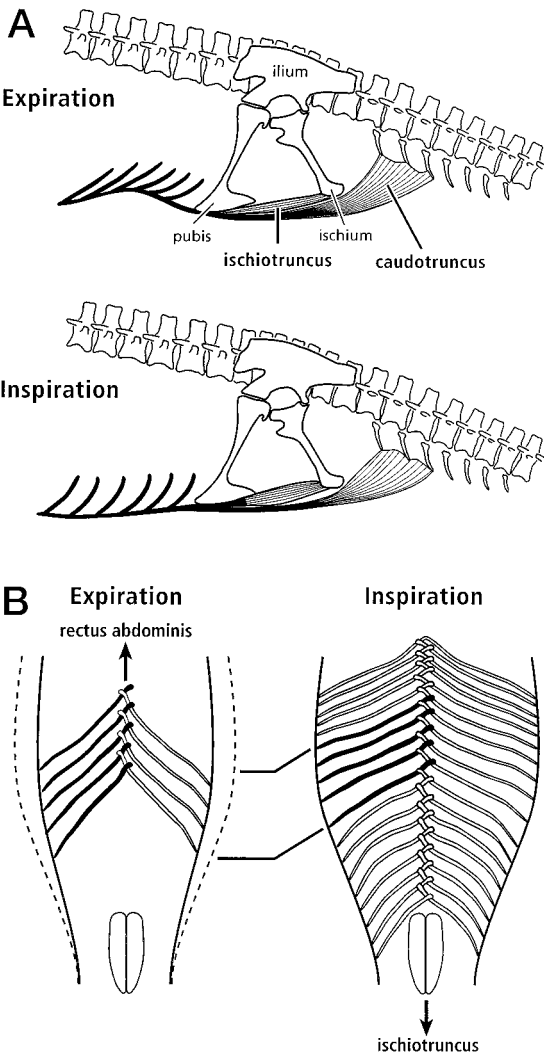 A
ilium
Expiration
pubis
ischium
ischiotruncus
caudotruncus
Inspiration
B
Expiration
Inspiration
rectus abdominis
ischiotruncus